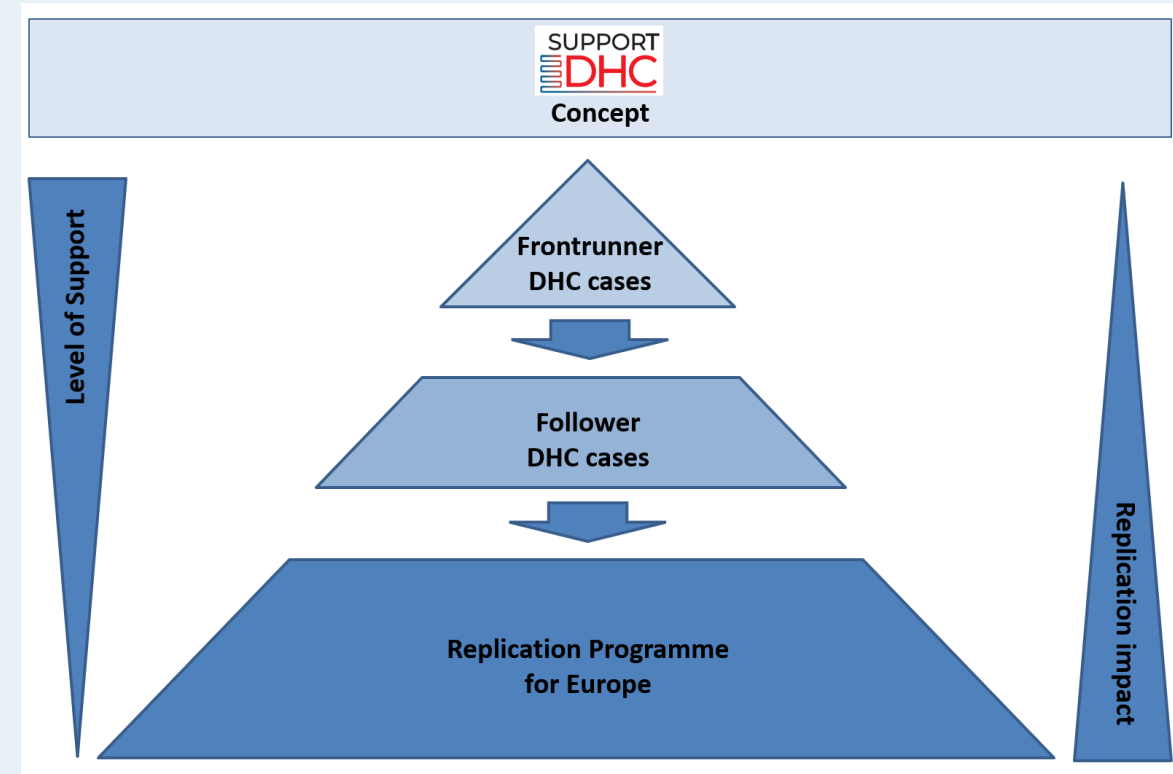 SUPPORT
DHC
Concept
Level of Support
Frontrunner
DHC cases
Follower
DHC cases
Replication Programme
for Europe
Replication impact